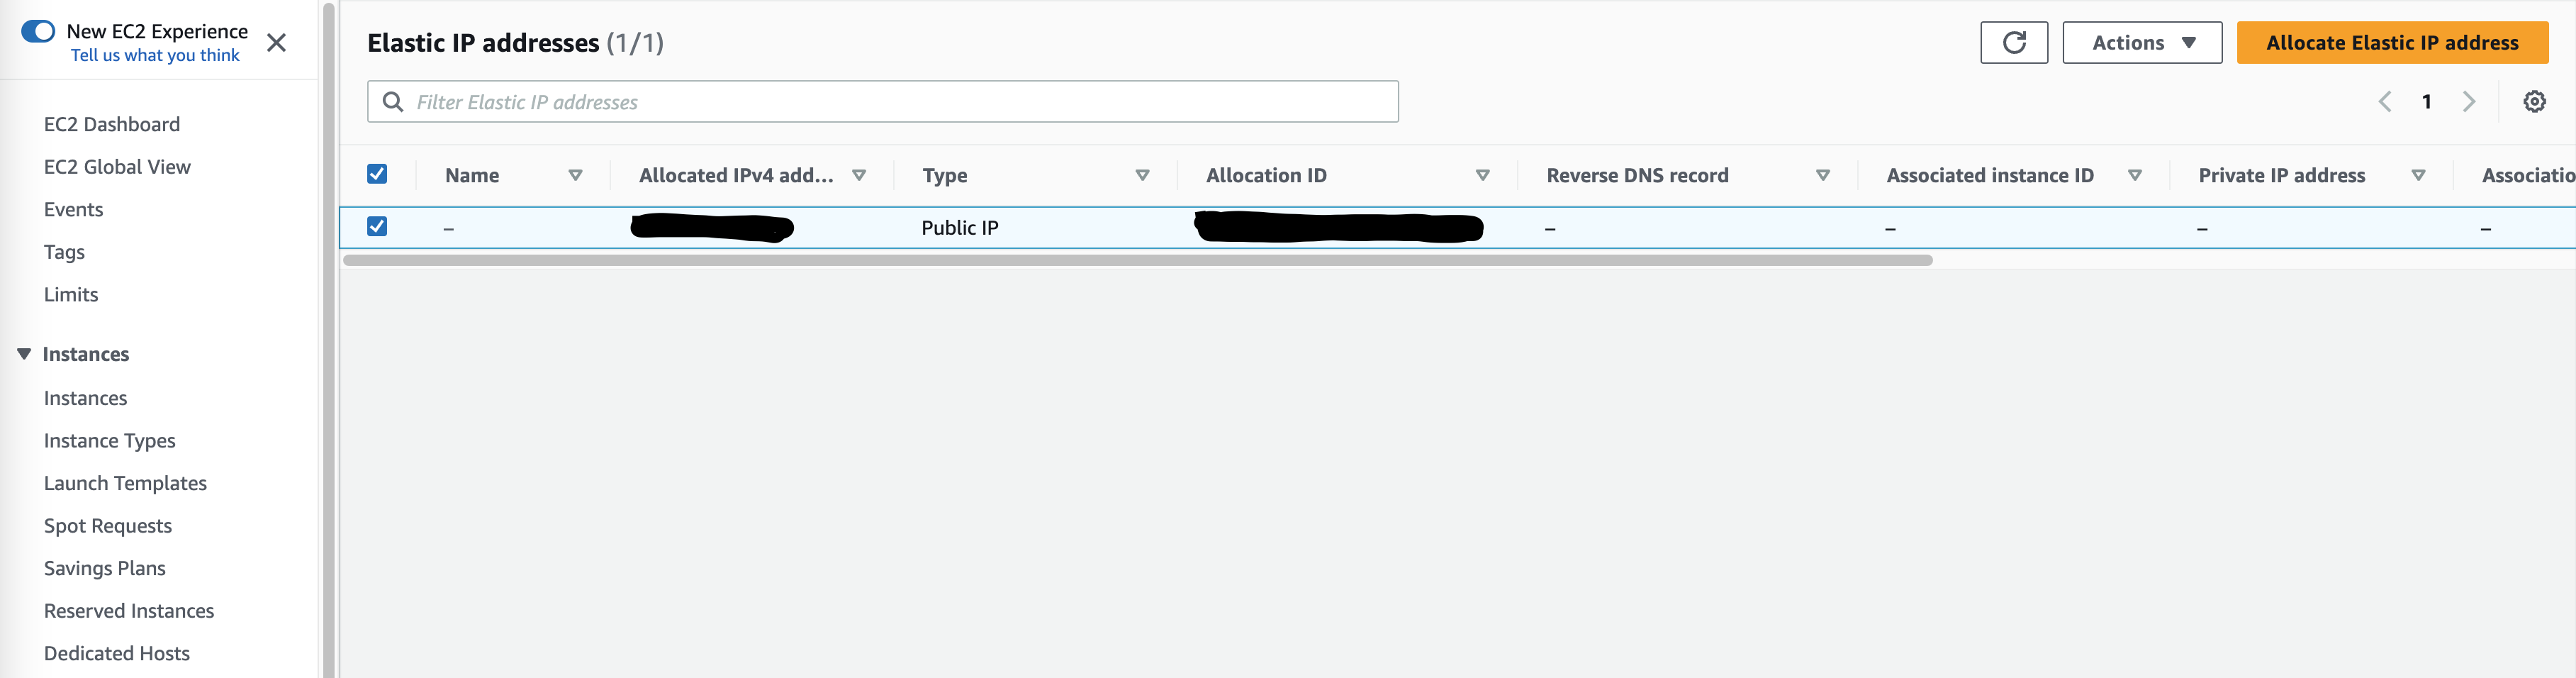 New EC2 Experience
Tell us what you think
EC2 Dashboard
EC2 Global View
Events
Tags
Limits
Instances
Instances
Instance Types
Launch Templates
Spot Requests
Savings Plans
Reserved Instances
Dedicated Hosts
Elastic IP addresses (1/1)
Actions
Allocate Elastic IP address
Filter Elastic IP addresses
1
Name Allocated IPv4 add... Type Allocation ID Reverse DNS record Associated instance ID Private IP address Associatio
– Public IP – – – –